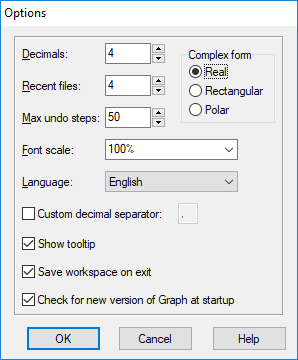 Options
Decimals: 4
Recent files: 4
Max undo steps: 50
Complex form
Real
Rectangular
Polar
Font scale: 100%
Language: English
Custom decimal separator: .
Show tooltip
Save workspace on exit
Check for new version of Graph at startup
OK Cancel Help